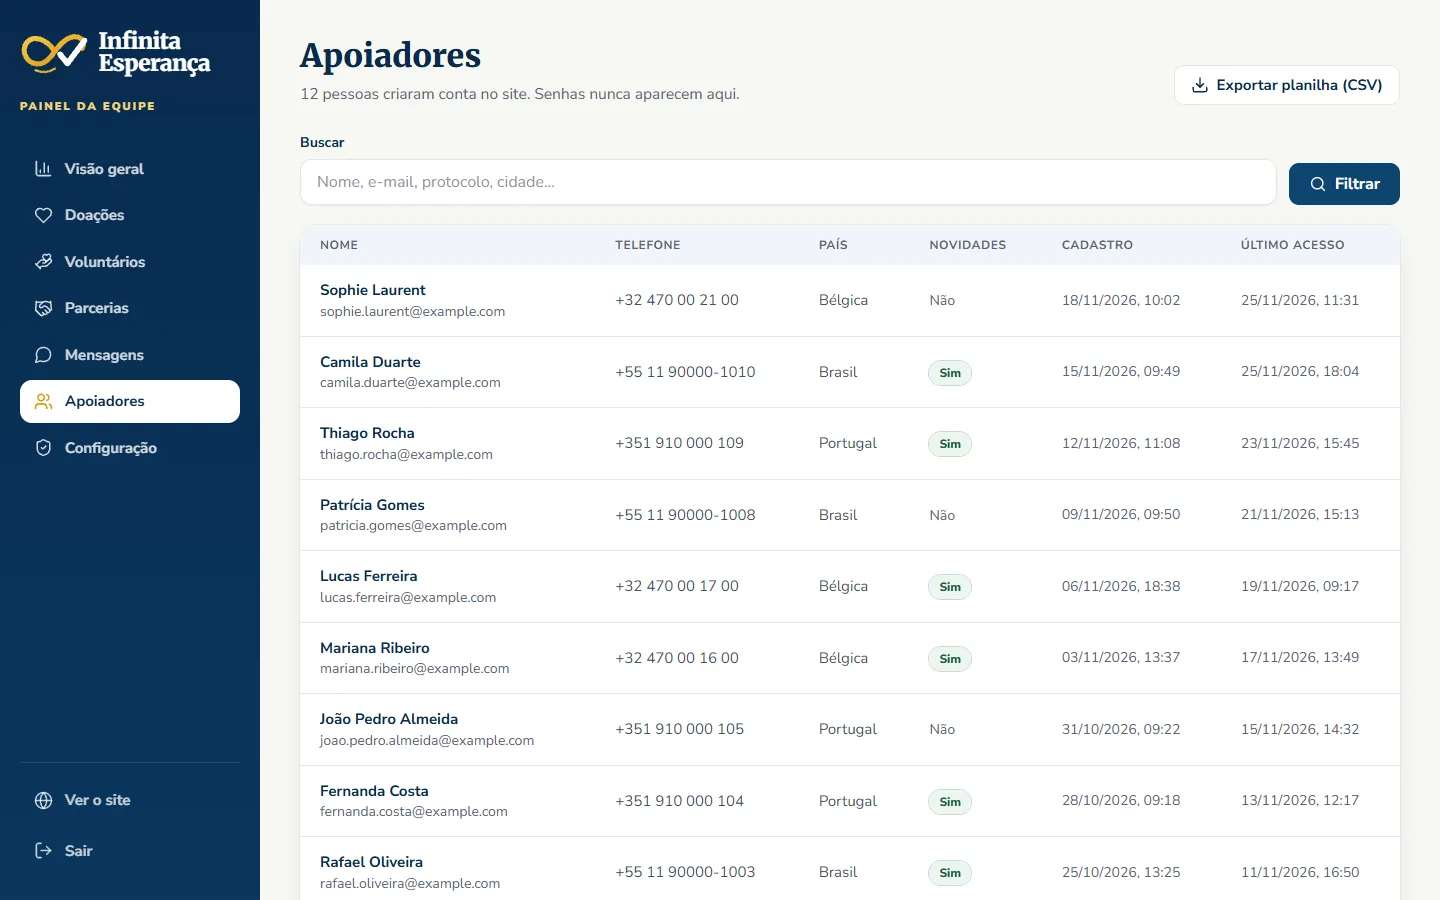 Infinita
Esperança
PAINEL DA EQUIPE
Visão geral
Doações
Voluntários
Parcerias
Mensagens
Apoiadores
Configuração
Ver o site
Sair
Apoiadores
12 pessoas criaram conta no site. Senhas nunca aparecem aqui.
Exportar planilha (CSV)
Buscar
Nome, e-mail, protocolo, cidade...
Filtrar
NOME TELEFONE PAÍS NOVIDADES CADASTRO ÚLTIMO ACESSO
Sophie Laurent
sophie.laurent@example.com
+32 470 00 21 00 Bélgica Não 18/11/2026, 10:02 25/11/2026, 11:31
Camila Duarte
camila.duarte@example.com
+55 11 90000-1010 Brasil Sim 15/11/2026, 09:49 25/11/2026, 18:04
Thiago Rocha
thiago.rocha@example.com
+351 910 000 109 Portugal Sim 12/11/2026, 11:08 23/11/2026, 15:45
Patrícia Gomes
patricia.gomes@example.com
+55 11 90000-1008 Brasil Não 09/11/2026, 09:50 21/11/2026, 15:13
Lucas Ferreira
lucas.ferreira@example.com
+32 470 00 17 00 Bélgica Sim 06/11/2026, 18:38 19/11/2026, 09:17
Mariana Ribeiro
mariana.ribeiro@example.com
+32 470 00 16 00 Bélgica Sim 03/11/2026, 13:37 17/11/2026, 13:49
João Pedro Almeida
joao.pedro.almeida@example.com
+351 910 000 105 Portugal Não 31/10/2026, 09:22 15/11/2026, 14:32
Fernanda Costa
fernanda.costa@example.com
+351 910 000 104 Portugal Sim 28/10/2026, 09:18 13/11/2026, 12:17
Rafael Oliveira
rafael.oliveira@example.com
+55 11 90000-1003 Brasil Sim 25/10/2026, 13:25 11/11/2026, 16:50